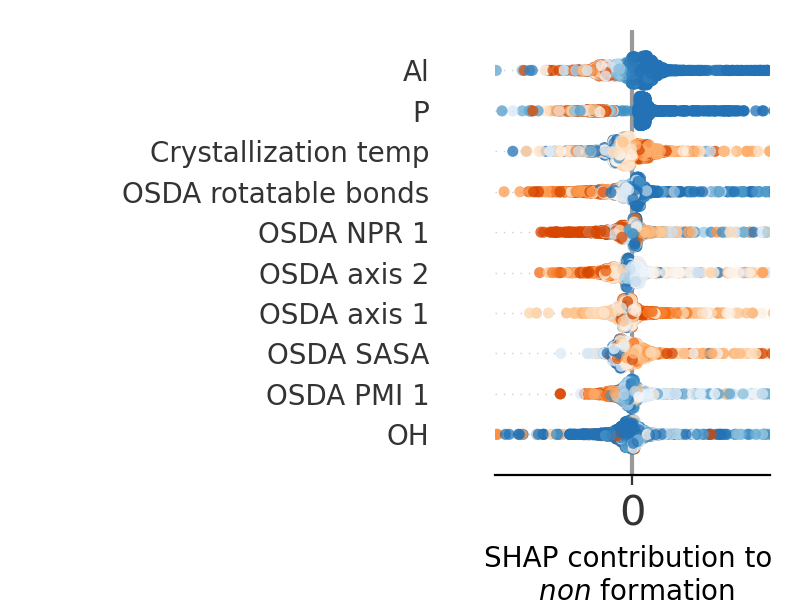 Al
P
Crystallization temp
OSDA rotatable bonds
OSDA NPR 1
OSDA axis 2
OSDA axis 1
OSDA SASA
OSDA PMI 1
OH
0
SHAP contribution to
non formation